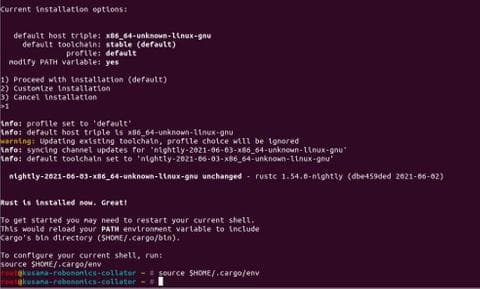 Current installation options:
default host triple: x86_64-unknown-linux-gnu
default toolchain: stable (default)
profile: default
modify PATH variable: yes
1) Proceed with installation (default)
2) Customize installation
3) Cancel installation
>1
info: profile set to 'default'
info: default host triple is x86_64-unknown-linux-gnu
warning: Updating existing toolchain, profile choice will be ignored
info: syncing channel updates for 'nightly-2021-06-03-x86_64-unknown-linux-gnu'
info: default toolchain set to 'nightly-2021-06-03-x86_64-unknown-linux-gnu'
nightly-2021-06-03-x86_64-unknown-linux-gnu unchanged - rustc 1.54.0-nightly (dbe459ded 2021-06-02)
Rust is installed now. Great!
To get started you may need to restart your current shell.
This would reload your PATH environment variable to include
Cargo's bin directory ($HOME/.cargo/bin).
To configure your current shell, run:
source $HOME/.cargo/env
root@kusama-robonomics-collator ~ # source $HOME/.cargo/env
root@kusama-robonomics-collator ~ #